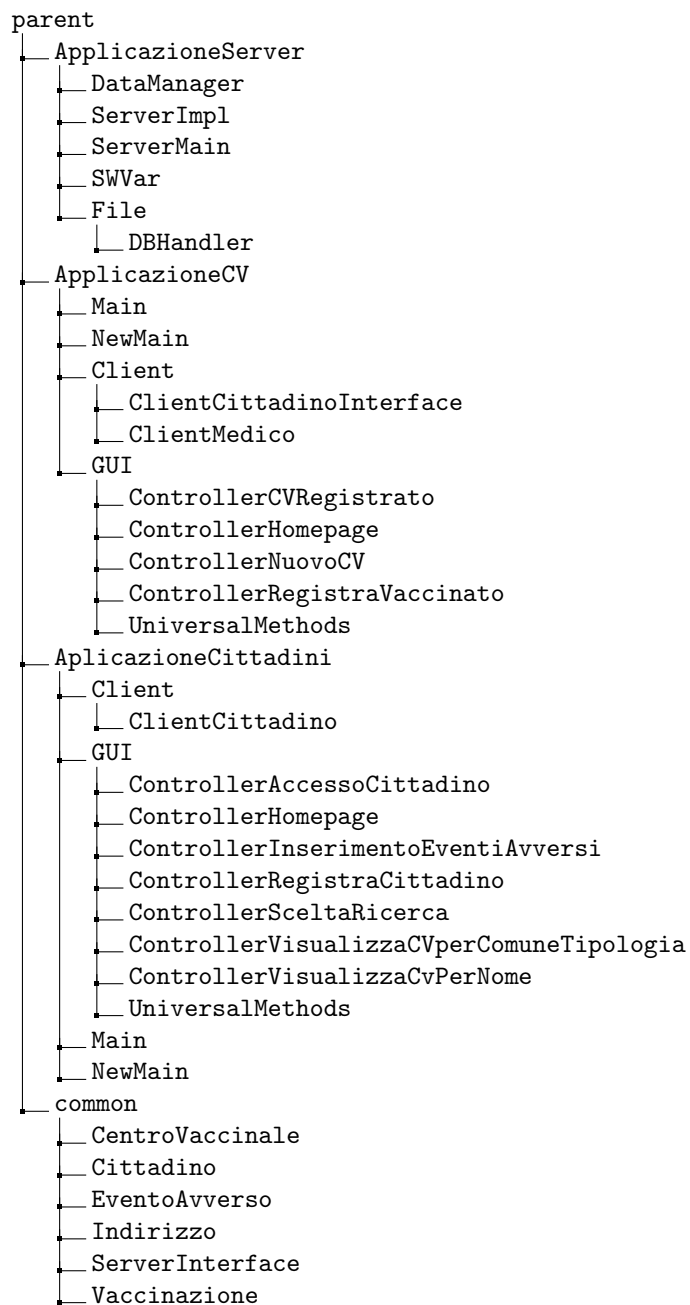 parent
ApplicazioneServer
DataManager
ServerImpl
ServerMain
SWVar
File
DBHandler
ApplicazioneCV
Main
NewMain
Client
ClientCittadinoInterface
ClientMedico
GUI
ControllerCVRegistrato
ControllerHomepage
ControllerNuovoCV
ControllerRegistraVaccinato
UniversalMethods
AplicazioneCittadini
Client
ClientCittadino
GUI
ControllerAccessoCittadino
ControllerHomepage
ControllerInserimentoEventiAvversi
ControllerRegistraCittadino
ControllerSceltaRicerca
ControllerVisualizzaCVperComuneTipologia
ControllerVisualizzaCvPerNome
UniversalMethods
Main
NewMain
common
CentroVaccinale
Cittadino
EventoAvverso
Indirizzo
ServerInterface
Vaccinazione